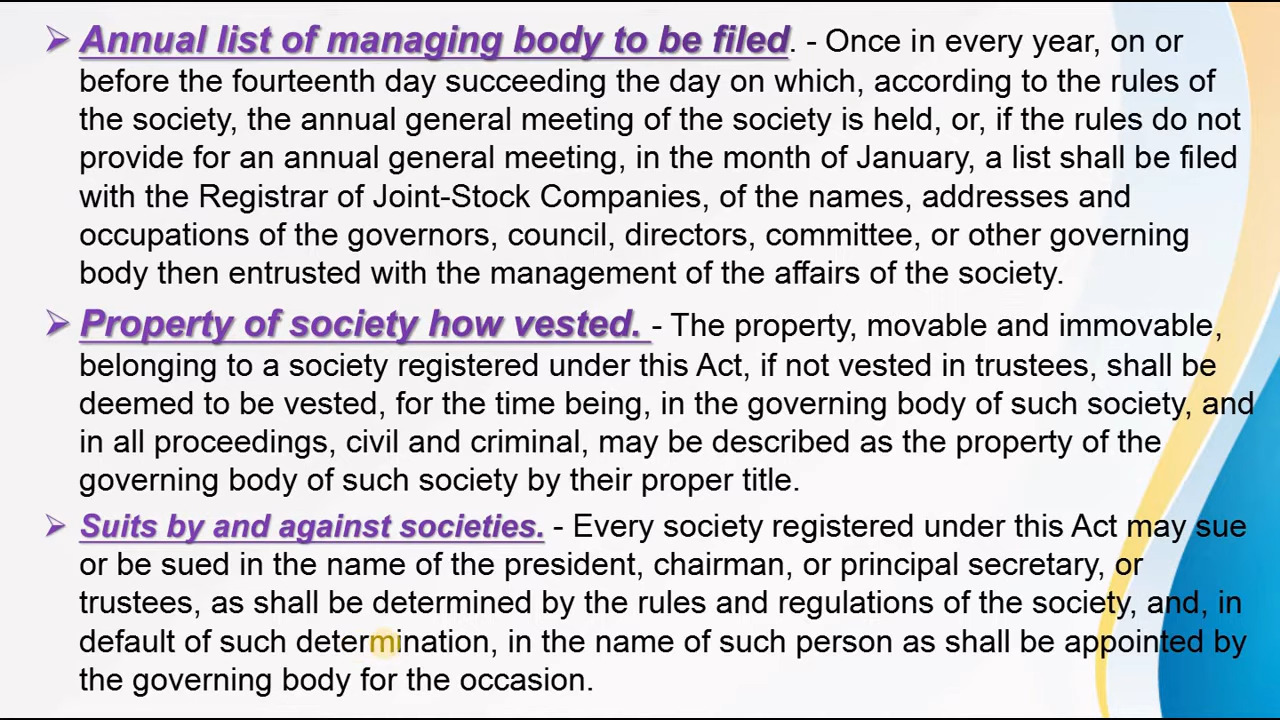 ➢ Annual list of managing body to be filed. - Once in every year, on or
before the fourteenth day succeeding the day on which, according to the rules of
the society, the annual general meeting of the society is held, or, if the rules do not
provide for an annual general meeting, in the month of January, a list shall be filed
with the Registrar of Joint-Stock Companies, of the names, addresses and
occupations of the governors, council, directors, committee, or other governing
body then entrusted with the management of the affairs of the society.
➢ Property of society how vested. - The property, movable and immovable,
belonging to a society registered under this Act, if not vested in trustees, shall be
deemed to be vested, for the time being, in the governing body of such society, and
in all proceedings, civil and criminal, may be described as the property of the
governing body of such society by their proper title.
➢ Suits by and against societies. - Every society registered under this Act may sue
or be sued in the name of the president, chairman, or principal secretary, or
trustees, as shall be determined by the rules and regulations of the society, and, in
default of such determination, in the name of such person as shall be appointed by
the governing body for the occasion.